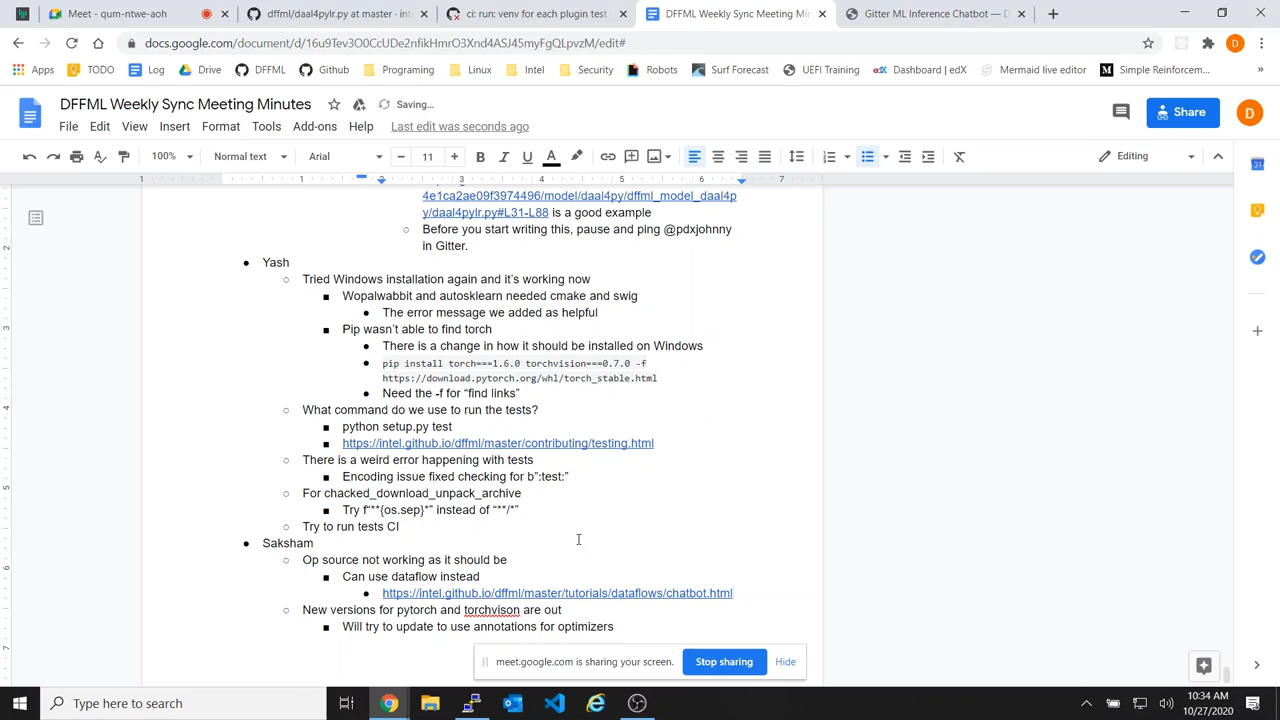 Meet - qum-ntwe-aoh
dffml/daal4pylr.py at master · inte
ci: run: venv for each plugin test
DFFML Weekly Sync Meeting Min
Gitter ML Inference Chatbot — D
docs.google.com/document/d/16u9Tev3O0CcUDe2nfikHmrO3Xnd4ASJ45myFgQLpvzM/edit#
D
Apps TODO Log Drive DFFML Github Programing Linux Intel Security Robots Surf Forecast UEFI Training Dashboard | edX Mermaid live editor Simple Reinforcem... »
DFFML Weekly Sync Meeting Minutes Saving...
Share
D
File Edit View Insert Format Tools Add-ons Help Last edit was seconds ago
100% Normal text Arial 11 B I U A Editing
1 1 2 3 4 5 6 7
4e1ca2ae09f3974496/model/daal4py/dffml_model_daal4p
y/daal4pylr.py#L31-L88 is a good example
Before you start writing this, pause and ping @pdxjohnny
in Gitter.
Yash
Tried Windows installation again and it's working now
Wopalwabbit and autosklearn needed cmake and swig
The error message we added as helpful
Pip wasn't able to find torch
There is a change in how it should be installed on Windows
pip install torch===1.6.0 torchvision===0.7.0 -f
https://download.pytorch.org/whl/torch_stable.html
Need the -f for “find links”
What command do we use to run the tests?
python setup.py test
https://intel.github.io/dffml/master/contributing/testing.html
There is a weird error happening with tests
Encoding issue fixed checking for b”:test:”
For chacked_download_unpack_archive
Try f“**{os.sep}*” instead of “**/*”
Try to run tests CI
Saksham
Op source not working as it should be
Can use dataflow instead
https://intel.github.io/dffml/master/tutorials/dataflows/chatbot.html
New versions for pytorch and torchvison are out
Will try to update to use annotations for optimizers
meet.google.com is sharing your screen. Stop sharing Hide
Type here to search
10:34 AM
10/27/2020